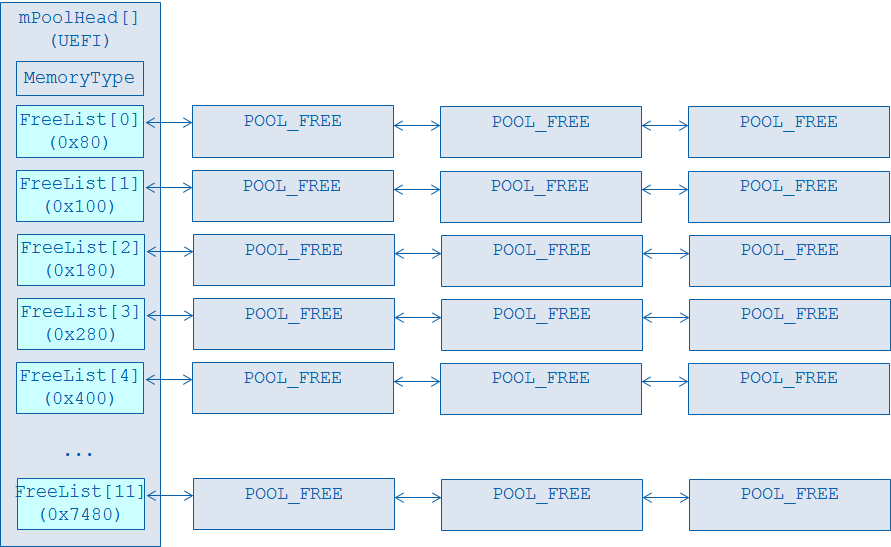 mPoolHead[]
(UEFI)
MemoryType
FreeList[0]
(0x80)
POOL_FREE POOL_FREE POOL_FREE
FreeList[1]
(0x100)
POOL_FREE POOL_FREE POOL_FREE
FreeList[2]
(0x180)
POOL_FREE POOL_FREE POOL_FREE
FreeList[3]
(0x280)
POOL_FREE POOL_FREE POOL_FREE
FreeList[4]
(0x400)
POOL_FREE POOL_FREE POOL_FREE
...
FreeList[11]
(0x7480)
POOL_FREE POOL_FREE POOL_FREE